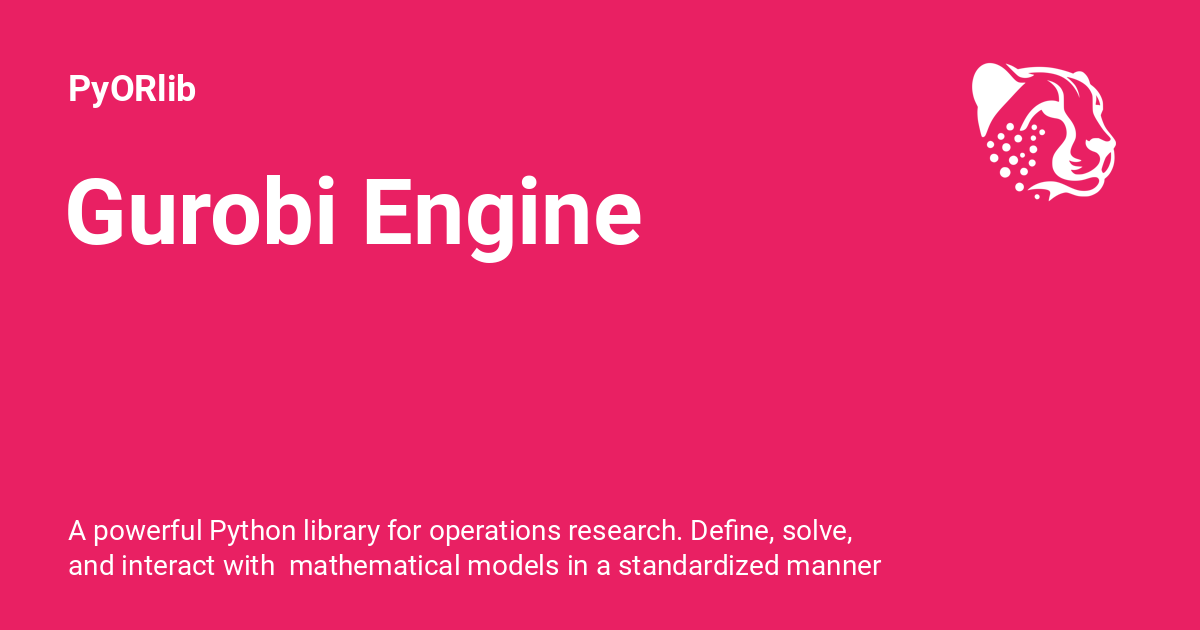 PyORlib
Gurobi Engine
A powerful Python library for operations research. Define, solve,
and interact with  mathematical models in a standardized manner